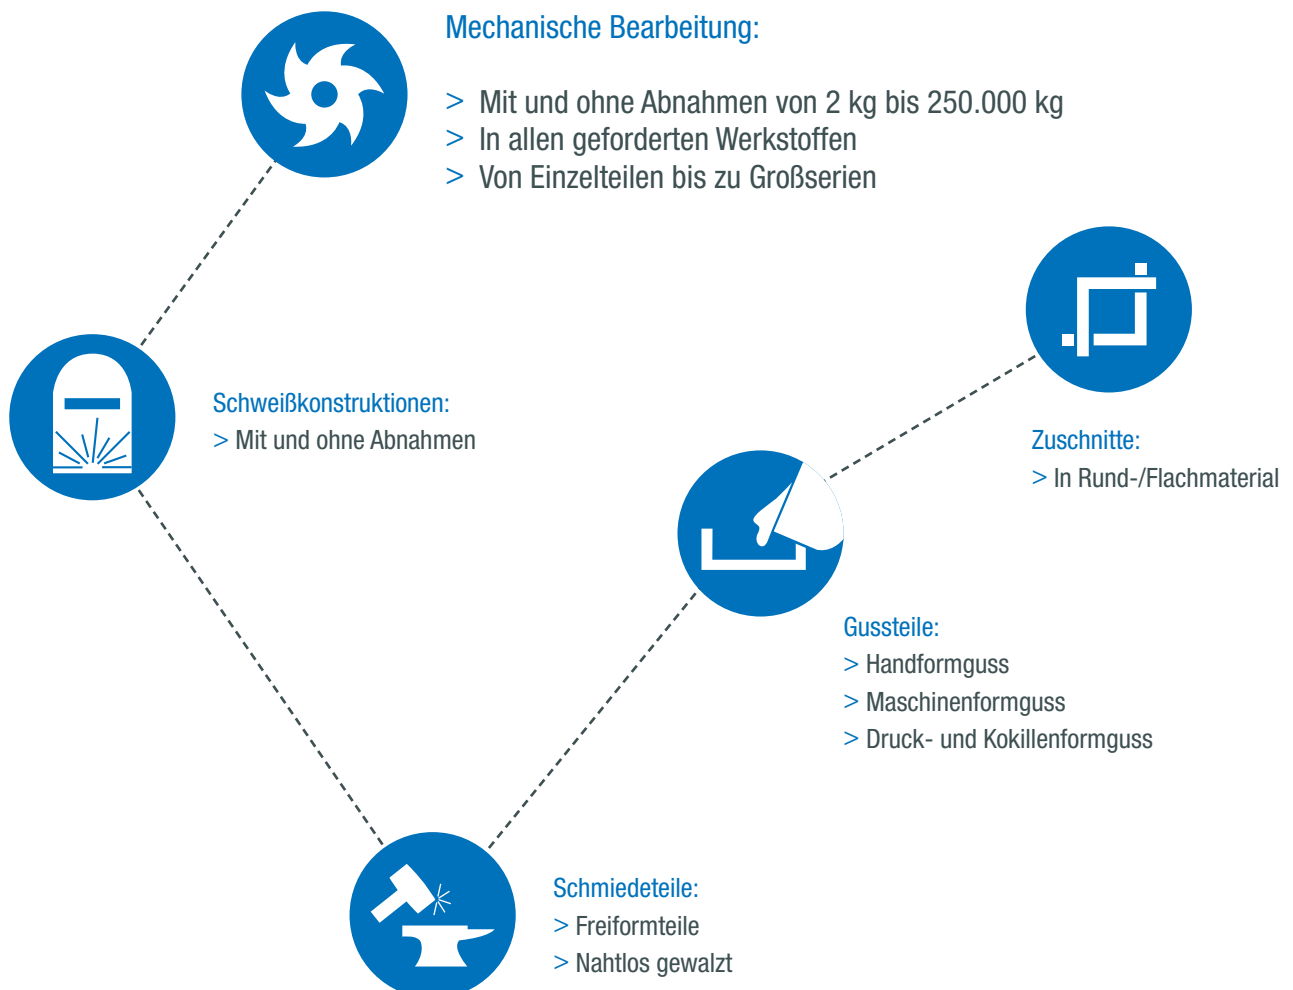 Mechanische Bearbeitung:
> Mit und ohne Abnahmen von 2 kg bis 250.000 kg
> In allen geforderten Werkstoffen
> Von Einzelteilen bis zu Großserien
Schweißkonstruktionen:
> Mit und ohne Abnahmen
Zuschnitte:
> In Rund-/Flachmaterial
Gussteile:
> Handformguss
> Maschinenformguss
> Druck- und Kokillenformguss
Schmiedeteile:
> Freiformteile
> Nahtlos gewalzt